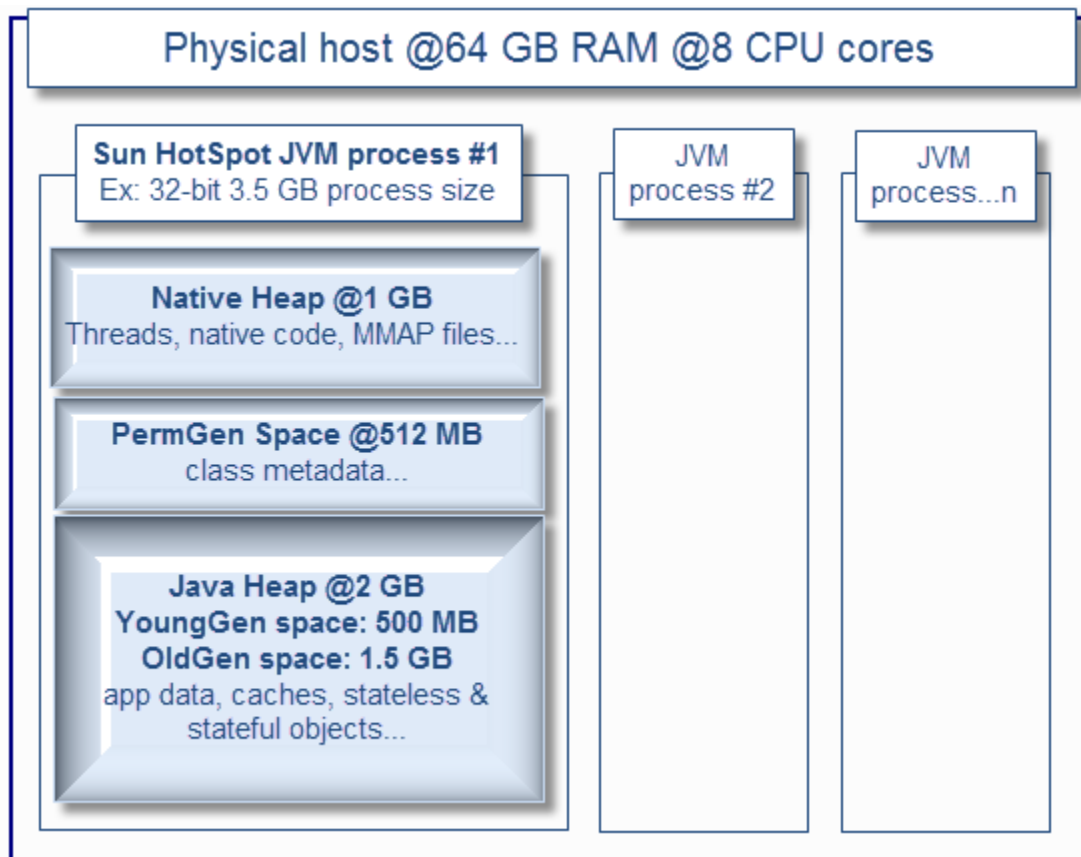 Physical host @64 GB RAM @8 CPU cores
Sun HotSpot JVM process #1
Ex: 32-bit 3.5 GB process size
Native Heap @1 GB
Threads, native code, MMAP files...
PermGen Space @512 MB
class metadata...
Java Heap @2 GB
YoungGen space: 500 MB
OldGen space: 1.5 GB
app data, caches, stateless &
stateful objects...
JVM
process #2
JVM
process...n